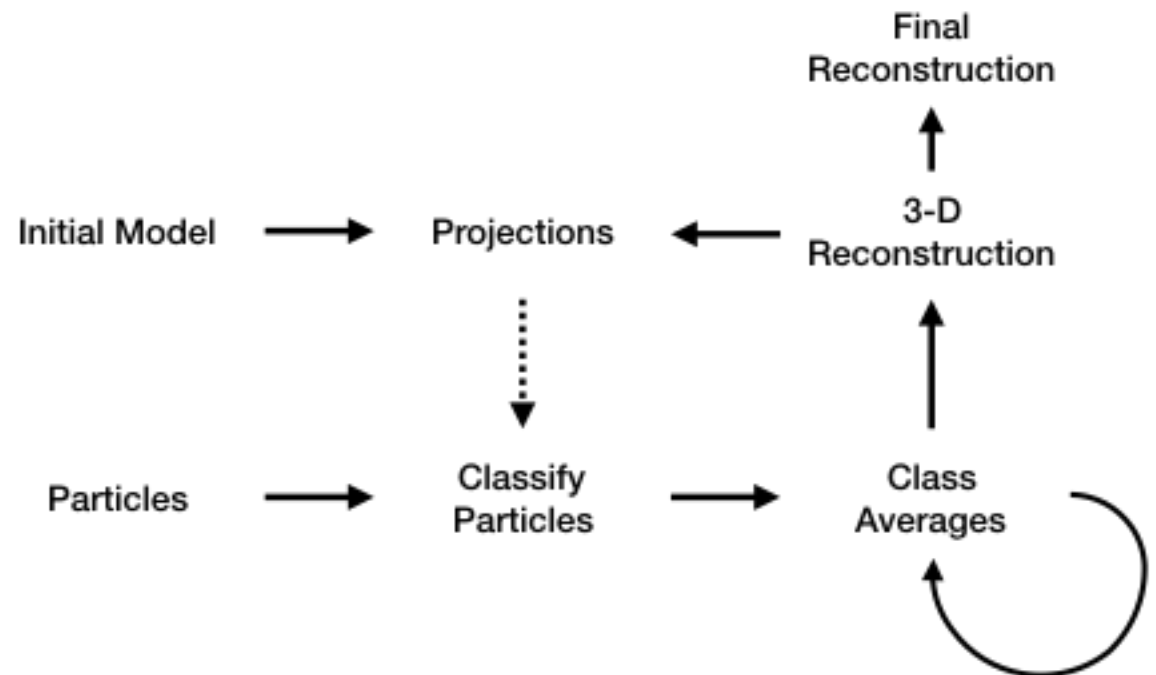 Final
Reconstruction
Initial Model
Projections
3-D
Reconstruction
Particles
Classify
Particles
Class
Averages